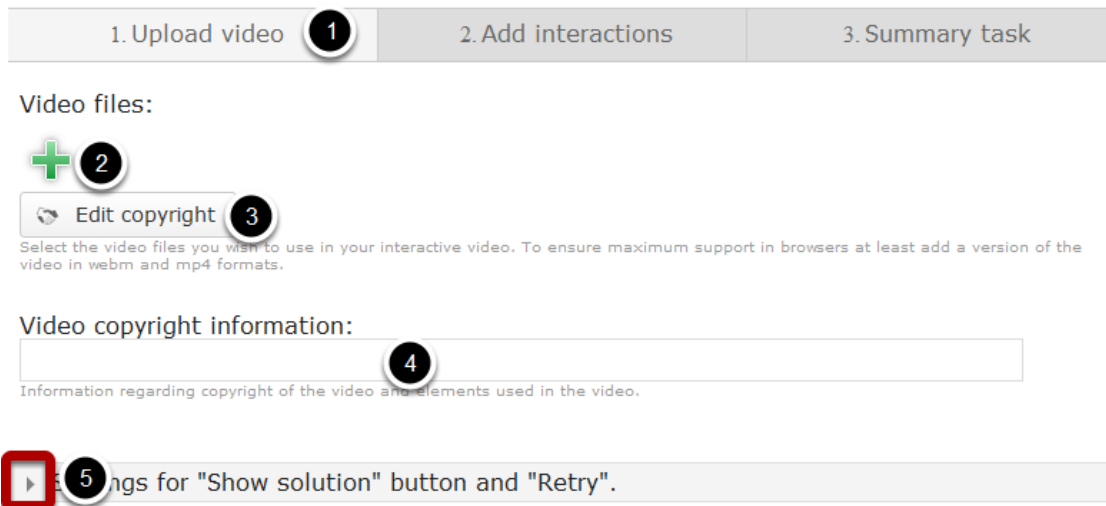 1. Upload video 1 2. Add interactions 3. Summary task
Video files:
2
Edit copyright 3
Select the video files you wish to use in your interactive video. To ensure maximum support in browsers at least add a version of the
video in webm and mp4 formats.
Video copyright information:
4
Information regarding copyright of the video and elements used in the video.
5 ngs for "Show solution" button and "Retry".